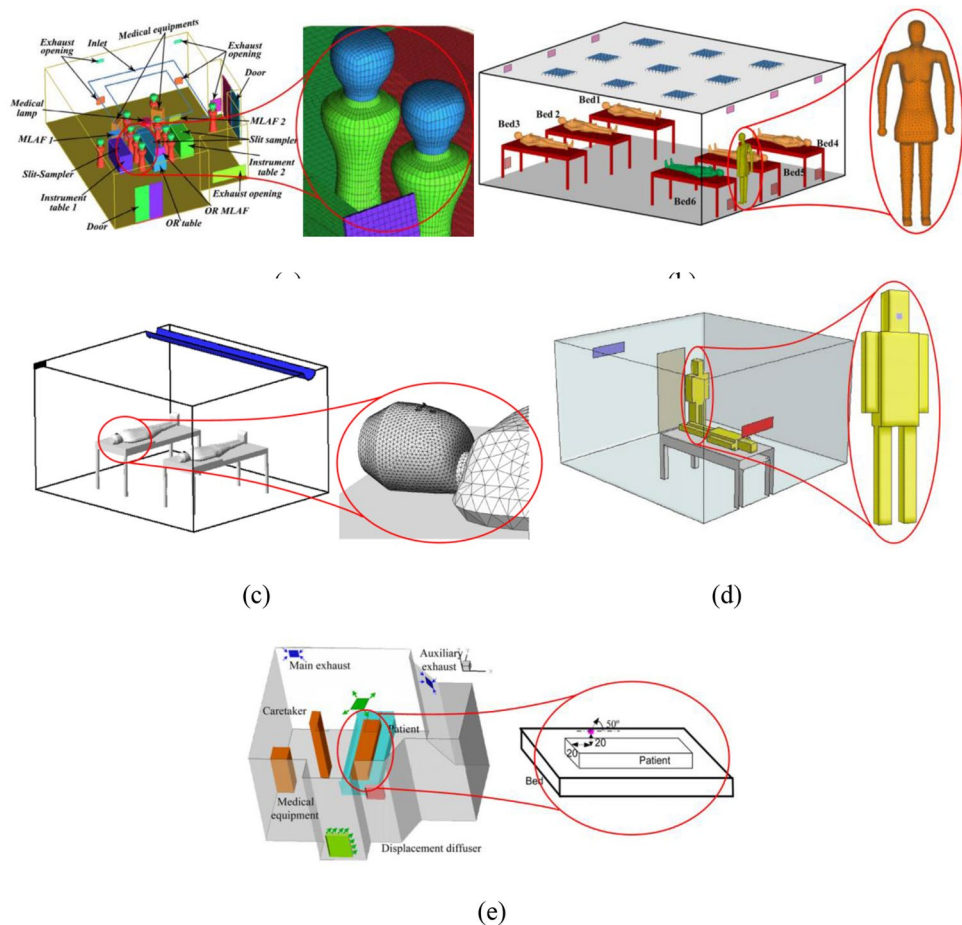 Medical equipments
Exhaust
opening
Inlet
Exhaust
opening
Door
Medical
lamp
MLAF 1
MLAF 2
Slit sampler
Slit-Sampler
Instrument
table 2
Instrument
table 1
Exhaust opening
OR MLAF
OR table
Door
Bed1
Bed 2
Bed3
Bed4
Bed5
Bed6
(c)
(d)
Main exhaust
Auxiliary
exhaust
Caretaker
Patient
Medical
equipment
Displacement diffuser
50°
20
20
Patient
Bed
(e)